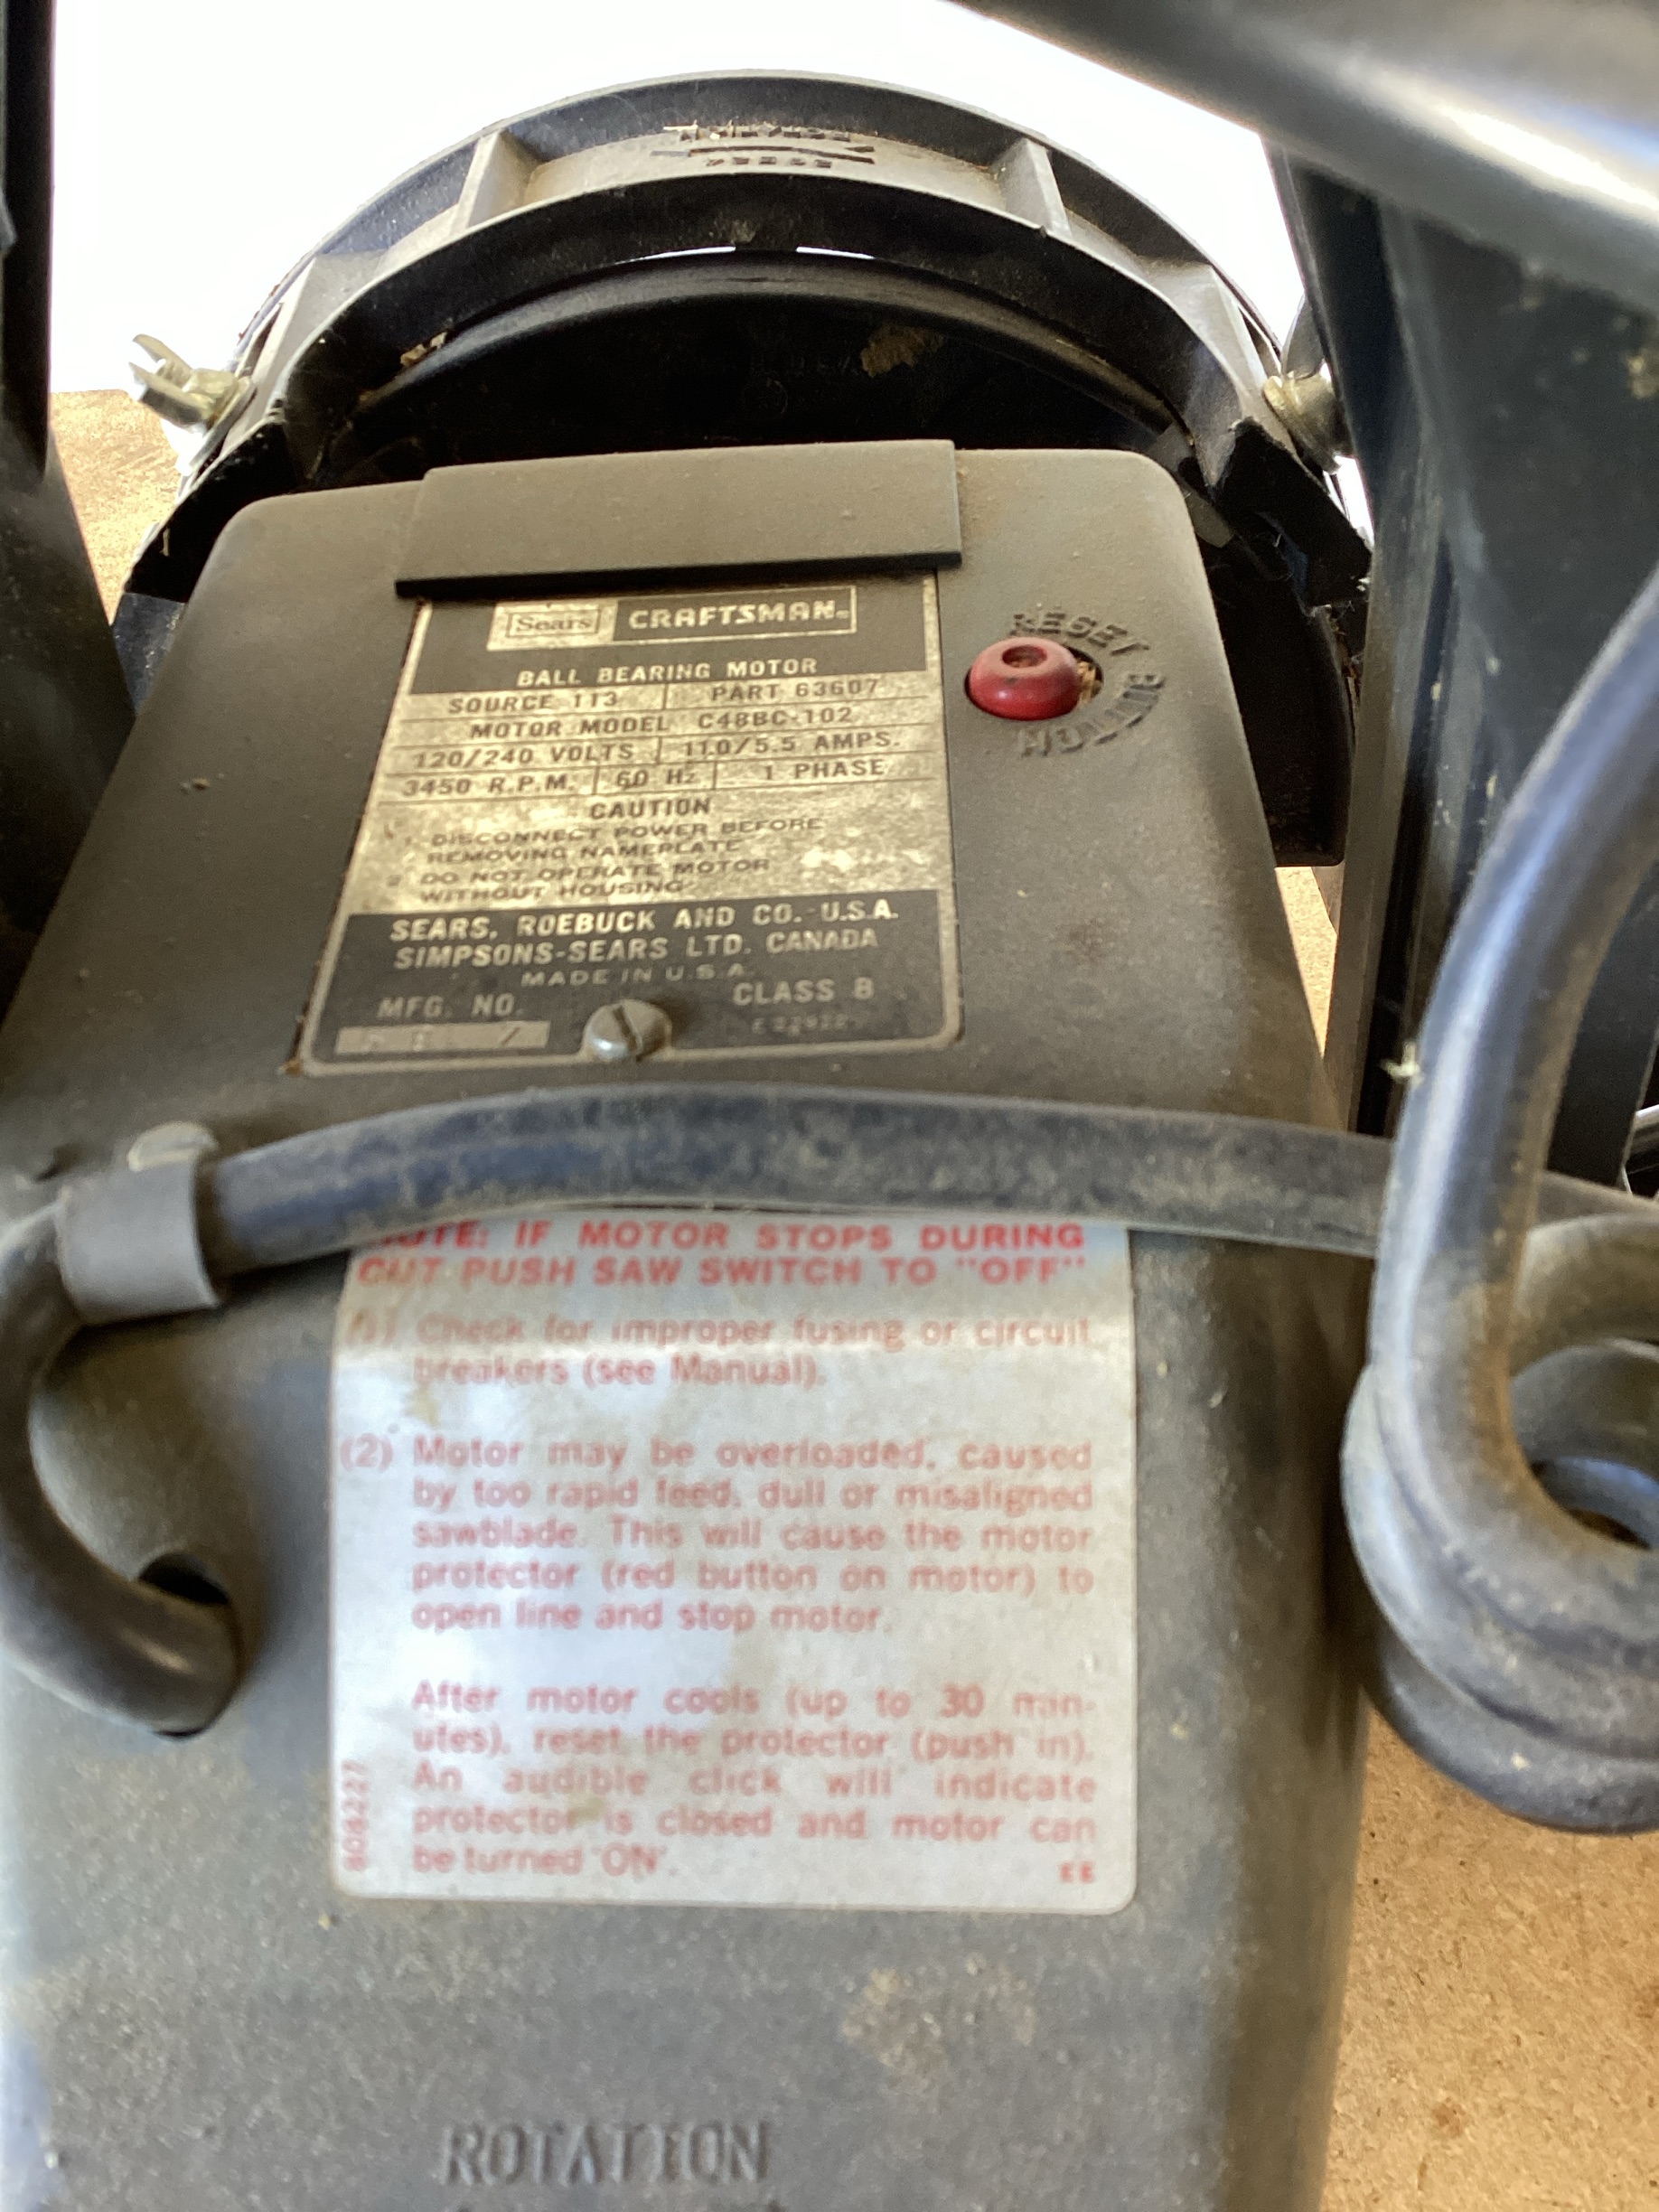 Sears CRAFTSMAN®
BALL BEARING MOTOR
SOURCE 113 PART 63607
MOTOR MODEL C48BC-102
120/240 VOLTS 11.0/5.5 AMPS.
3450 R.P.M. 60 Hz 1 PHASE
CAUTION
1. DISCONNECT POWER BEFORE
REMOVING NAMEPLATE
2 DO NOT OPERATE MOTOR
WITHOUT HOUSING
SEARS, ROEBUCK AND CO. - U.S.A.
SIMPSONS-SEARS LTD. CANADA
MADE IN U.S.A.
MFG. NO. CLASS B
RESET
BUTTON
NOTE: IF MOTOR STOPS DURING
CUT PUSH SAW SWITCH TO "OFF"
(1) Check for improper fusing or circuit
breakers (see Manual).
(2) Motor may be overloaded, caused
by too rapid feed, dull or misaligned
sawblade. This will cause the motor
protector (red button on motor) to
open line and stop motor.
After motor cools (up to 30 min-
utes), reset the protector (push in).
An audible click will indicate
protector is closed and motor can
be turned 'ON'.
808227
EE
ROTATION